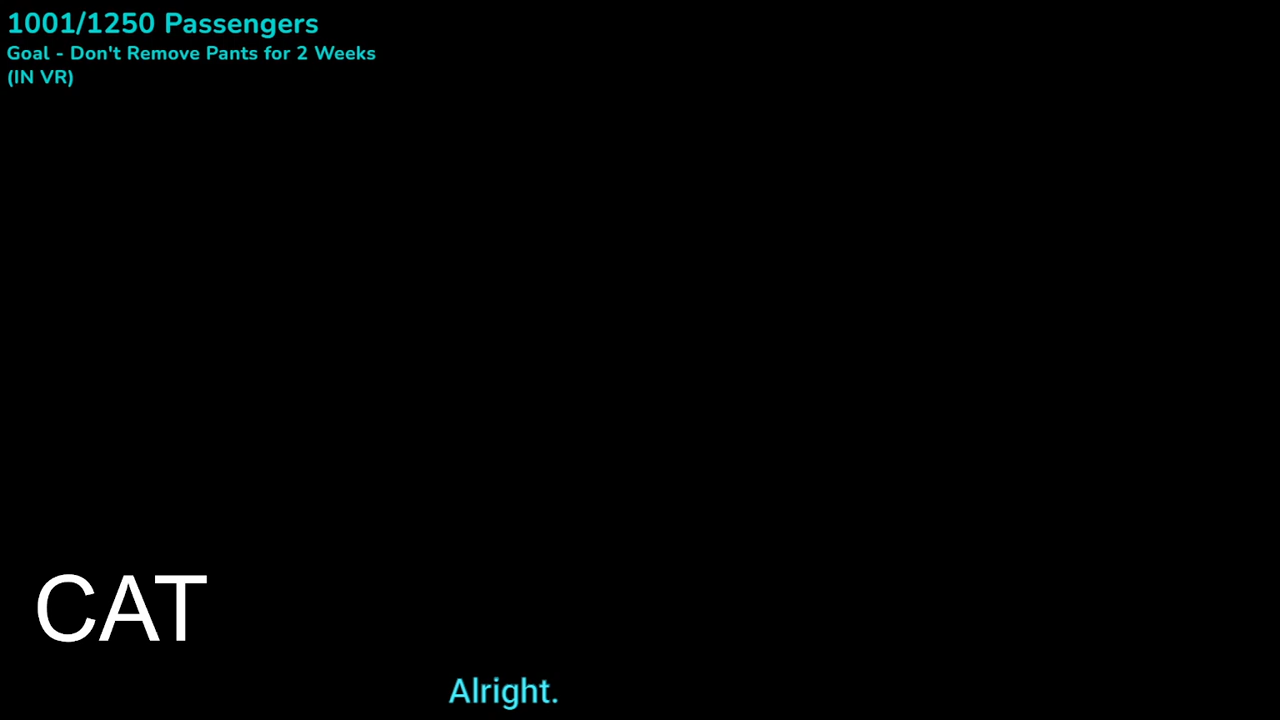 1001/1250 Passengers
Goal - Don't Remove Pants for 2 Weeks
(IN VR)
CAT
Alright.